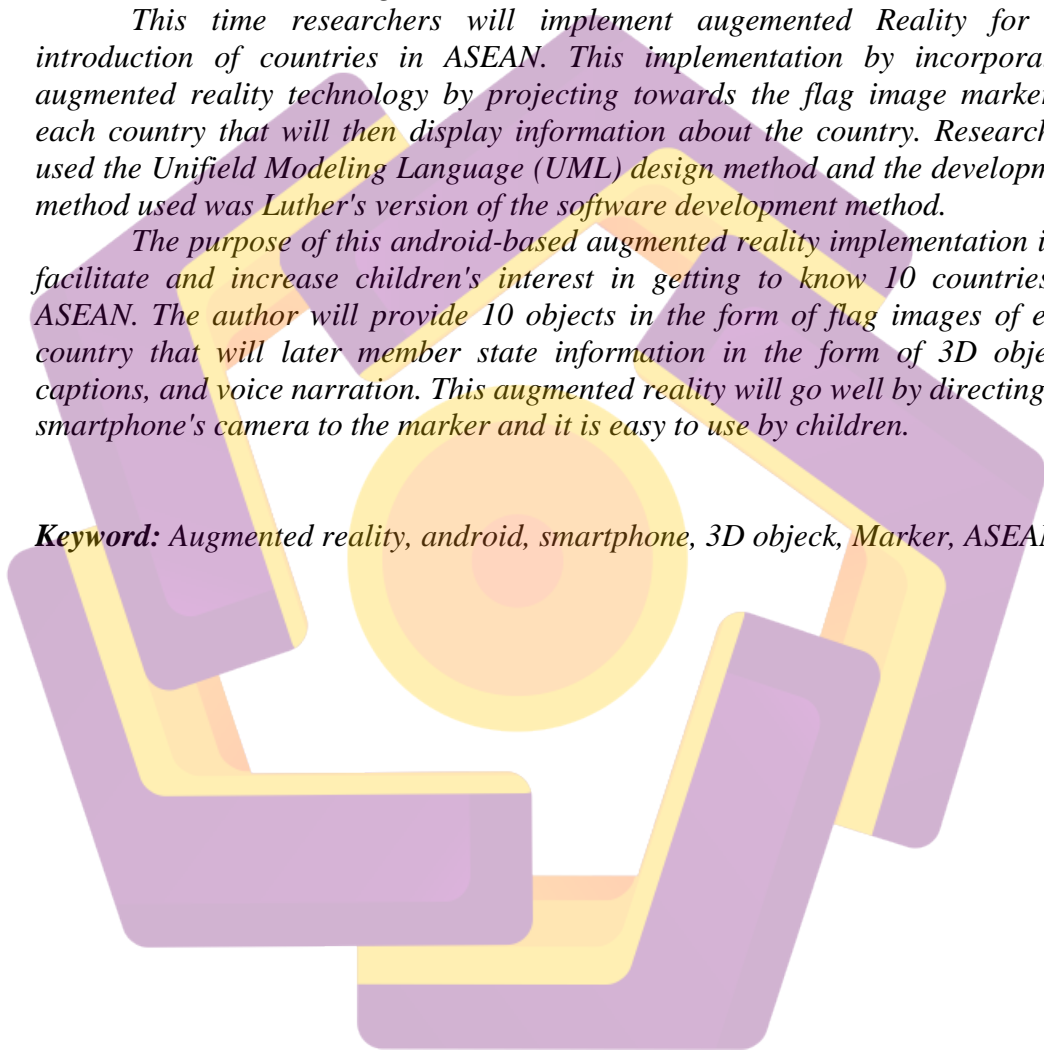 This time researchers will implement augemented Reality for
introduction of countries in ASEAN. This implementation by incorpora
augmented reality technology by projecting towards the flag image marke
each country that will then display information about the country. Research
used the Unifield Modeling Language (UML) design method and the developm
method used was Luther's version of the software development method.
The purpose of this android-based augmented reality implementation i
facilitate and increase children's interest in getting to know 10 countries
ASEAN. The author will provide 10 objects in the form of flag images of e
country that will later member state information in the form of 3D obje
captions, and voice narration. This augmented reality will go well by directing
smartphone's camera to the marker and it is easy to use by children.
Keyword: Augmented reality, android, smartphone, 3D objeck, Marker, ASEAN